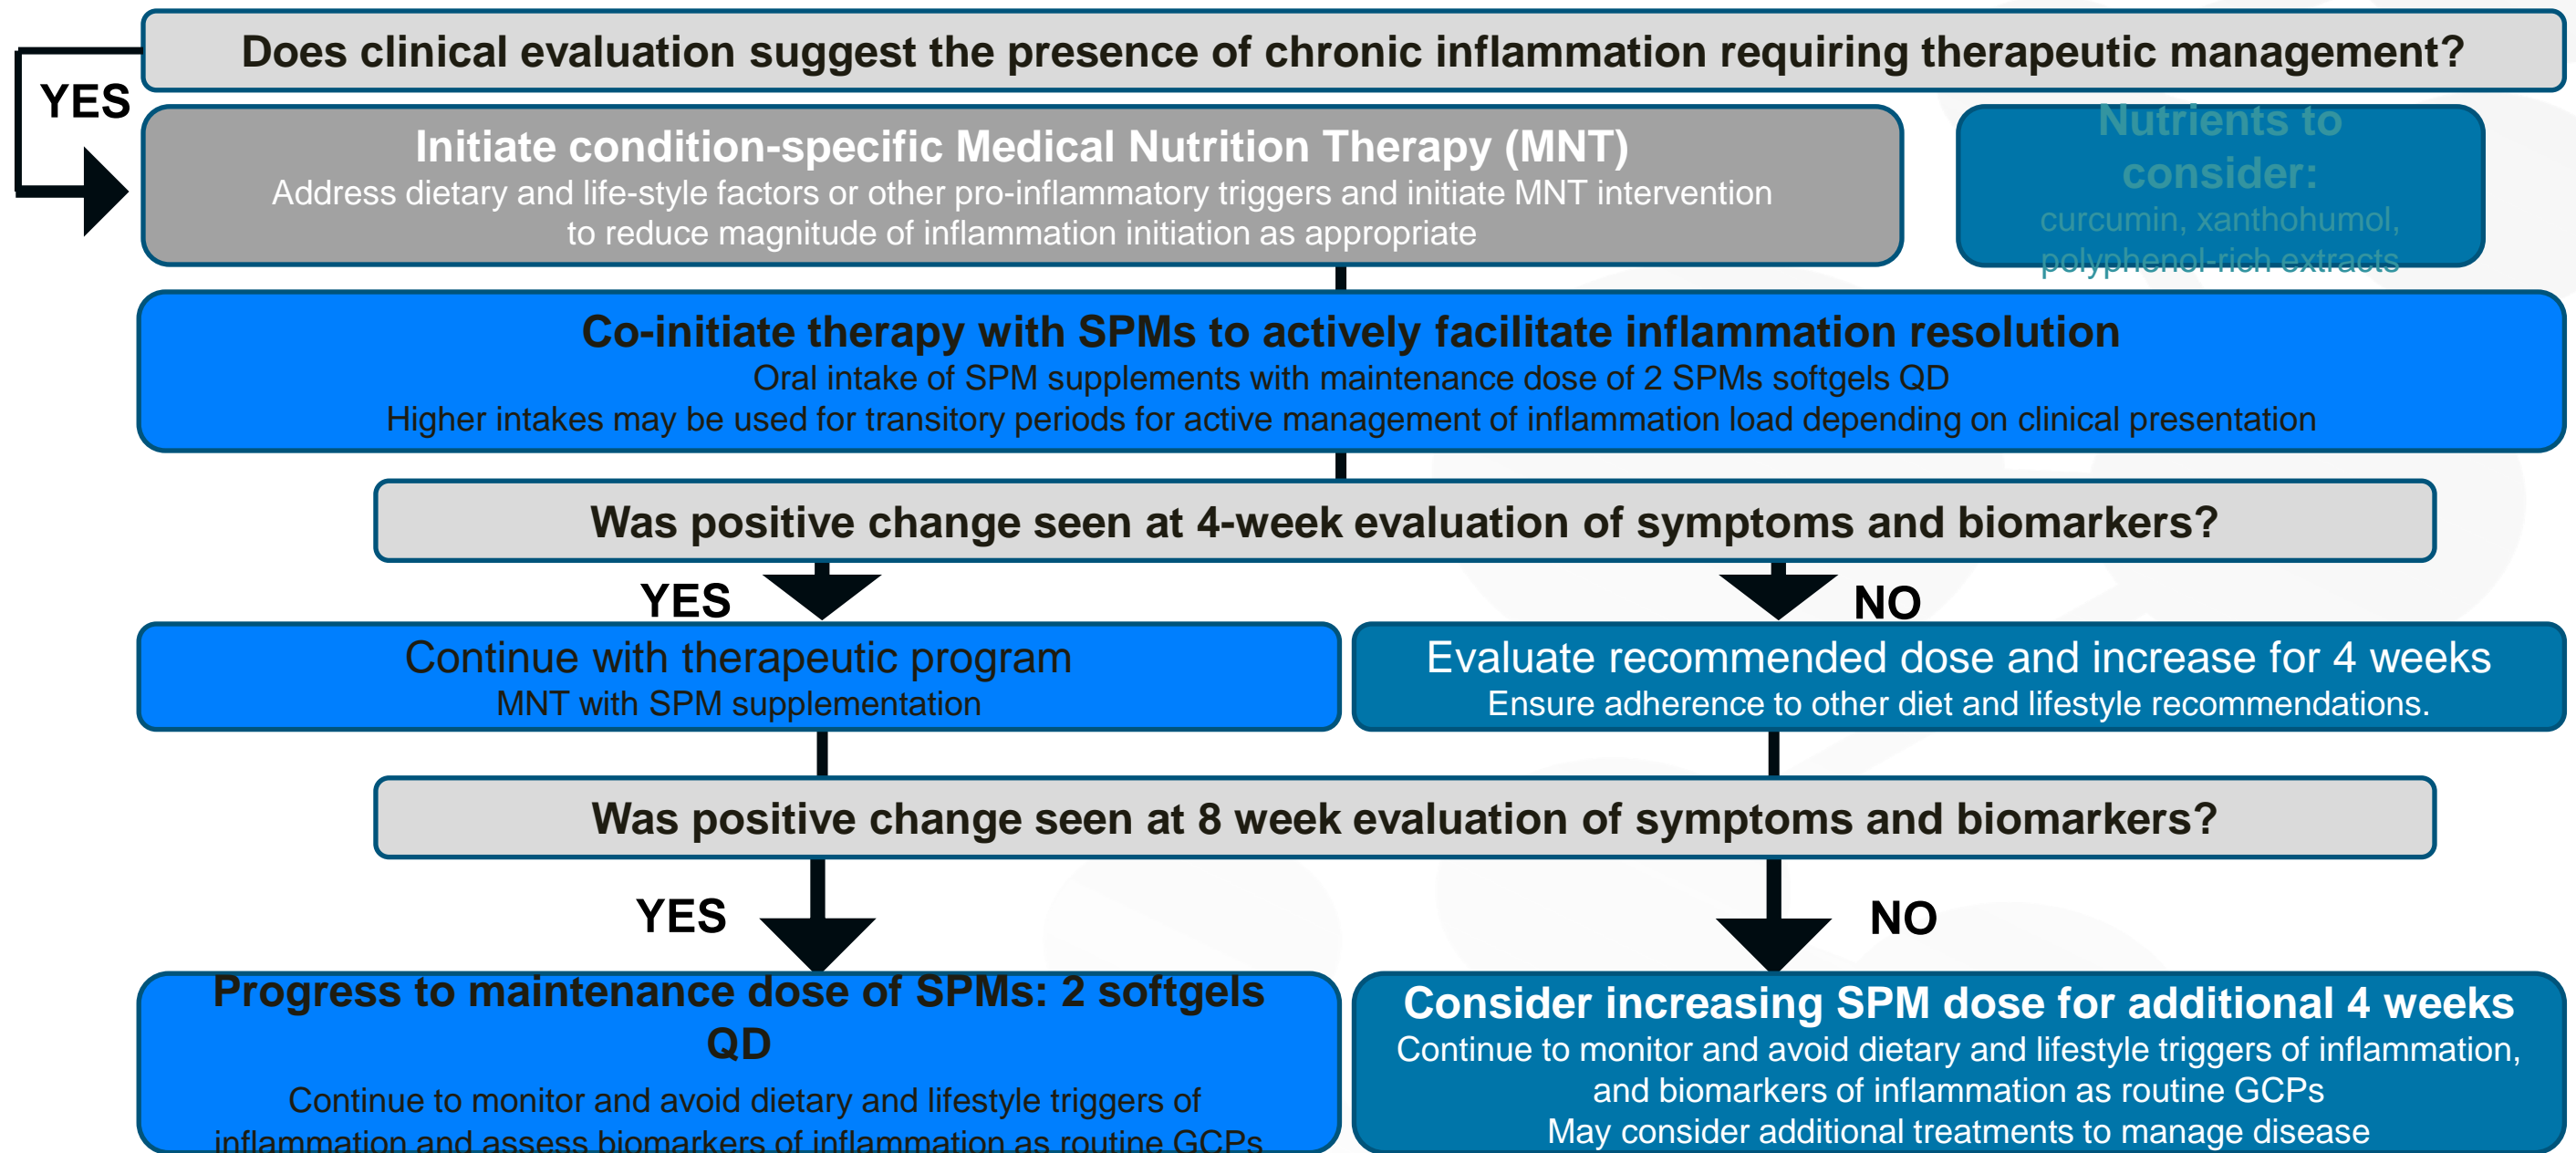 Does clinical evaluation suggest the presence of chronic inflammation requiring therapeutic management?
YES
Initiate condition-specific Medical Nutrition Therapy (MNT)
Address dietary and life-style factors or other pro-inflammatory triggers and initiate MNT intervention
to reduce magnitude of inflammation initiation as appropriate
Nutrients to
consider:
curcumin, xanthohumol,
polyphenol-rich extracts
Co-initiate therapy with SPMs to actively facilitate inflammation resolution
Oral intake of SPM supplements with maintenance dose of 2 SPMs softgels QD
Higher intakes may be used for transitory periods for active management of inflammation load depending on clinical presentation
Was positive change seen at 4-week evaluation of symptoms and biomarkers?
YES
NO
Continue with therapeutic program
MNT with SPM supplementation
Evaluate recommended dose and increase for 4 weeks
Ensure adherence to other diet and lifestyle recommendations.
Was positive change seen at 8 week evaluation of symptoms and biomarkers?
YES
NO
Progress to maintenance dose of SPMs: 2 softgels
QD
Continue to monitor and avoid dietary and lifestyle triggers of
inflammation and assess biomarkers of inflammation as routine GCPs
Consider increasing SPM dose for additional 4 weeks
Continue to monitor and avoid dietary and lifestyle triggers of inflammation,
and biomarkers of inflammation as routine GCPs
May consider additional treatments to manage disease